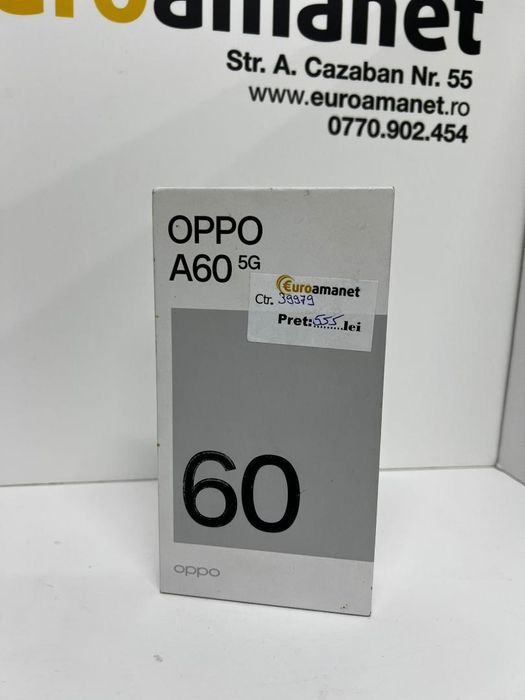 euroamanet
Str. A. Cazaban Nr. 55
www.euroamanet.ro
0770.902.454
OPPO
A60 5G
€uroamanet
Ctr. 39979
Pret:555 lei
60
oppo